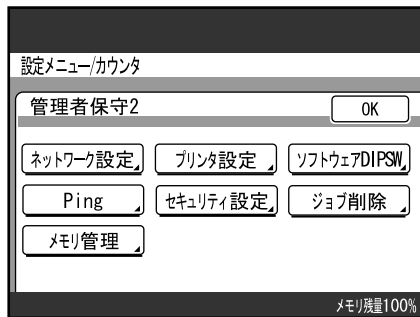 設定メニュー/カウンタ
管理者保守2 OK
ネットワーク設定 プリンタ設定 ソフトウェアDIPSW
Ping セキュリティ設定 ジョブ削除
メモリ管理
メモリ残量100%